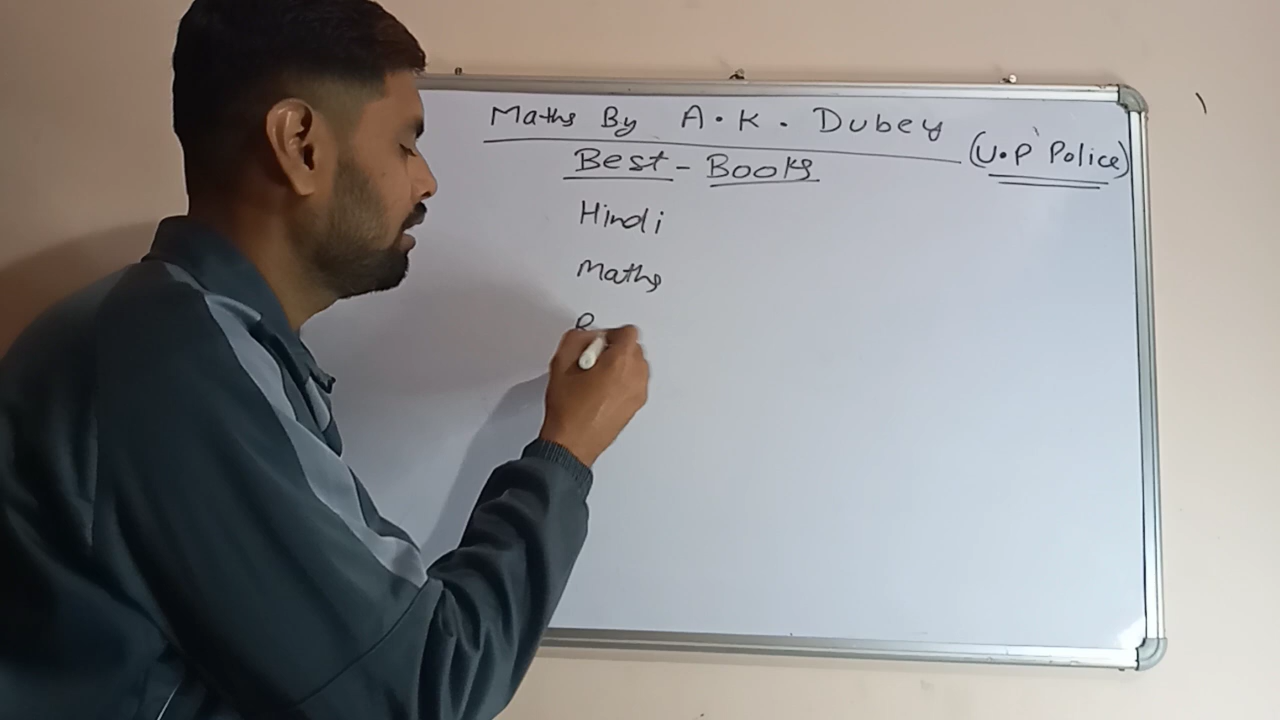 Maths By A.K. Dubey
(U.P Police)
Best - Books
Hindi
Maths
R